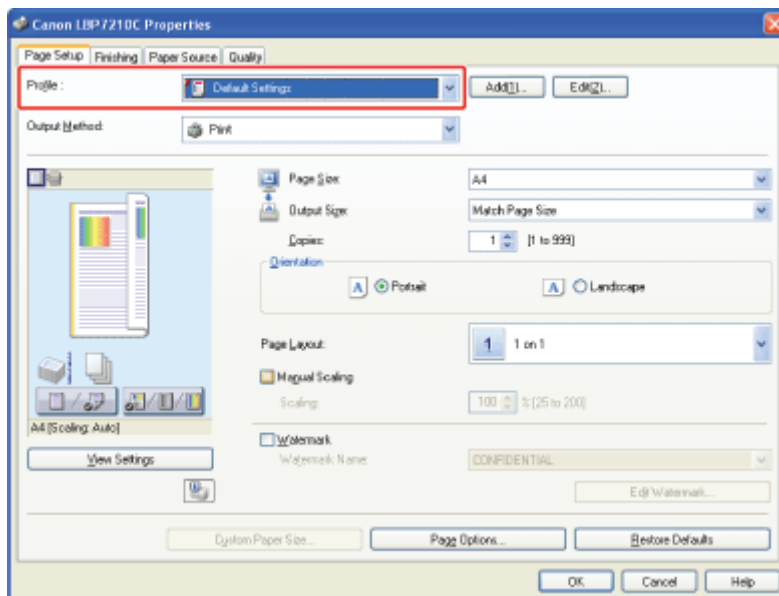 Canon LBP7210C Properties
Page Setup Finishing Paper Source Quality
Profile : Default Settings Add(1)... Edit(2)...
Output Method: Print
Page Size: A4
Output Size: Match Page Size
Copies: 1 [1 to 999]
Orientation
A Portrait A Landscape
Page Layout: 1 1 on 1
Manual Scaling
Scaling: 100 % [25 to 200]
A4 [Scaling: Auto]
Watermark
View Settings
Watermark Name: CONFIDENTIAL
Edit Watermark...
Custom Paper Size... Page Options... Restore Defaults
OK Cancel Help